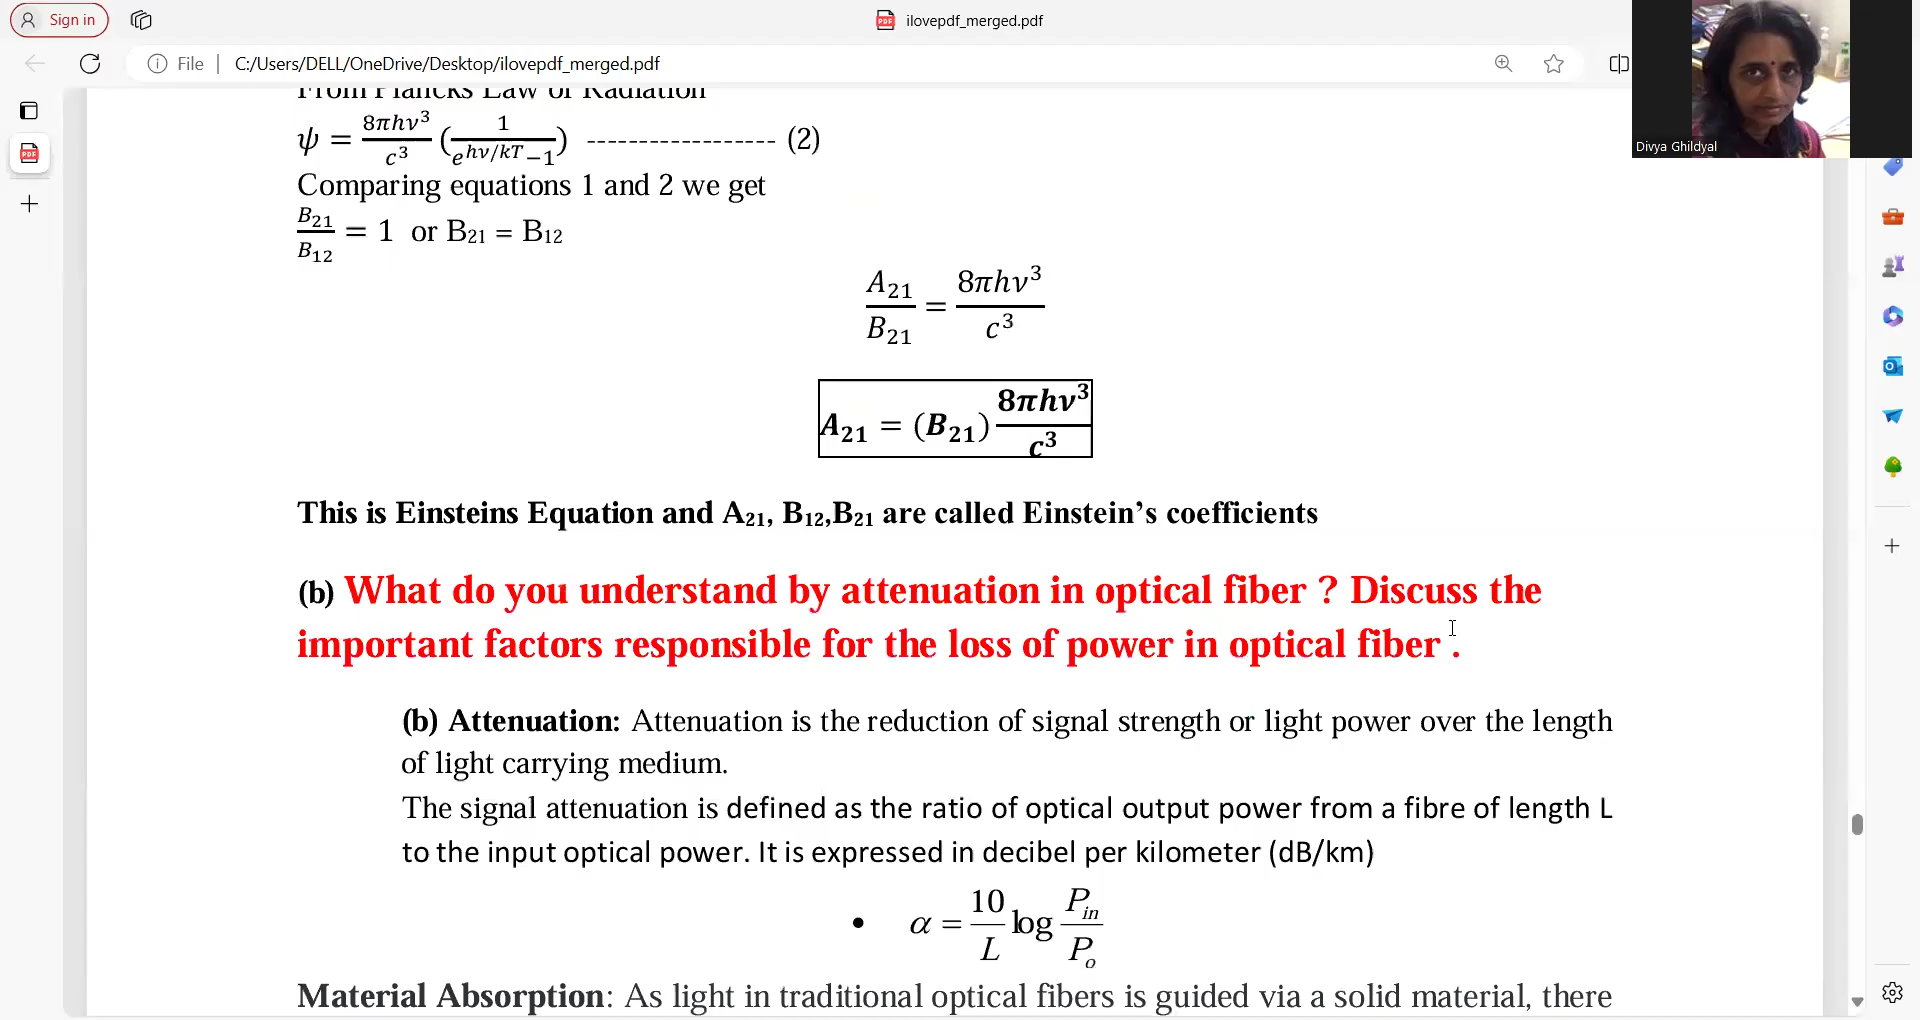 Sign in
ilovepdf_merged.pdf
File | C:/Users/DELL/OneDrive/Desktop/ilovepdf_merged.pdf
Divya Ghildyal
From Plancks Law of Radiation
ψ = 8πhν³/c³ (1/e^hν/kT −1) ------------------ (2)
Comparing equations 1 and 2 we get
B₂₁/B₁₂ = 1 or B₂₁ = B₁₂
A₂₁/B₂₁ = 8πhν³/c³
A₂₁ = (B₂₁) 8πhν³/c³
This is Einsteins Equation and A₂₁, B₁₂,B₂₁ are called Einstein’s coefficients
(b) What do you understand by attenuation in optical fiber ? Discuss the
important factors responsible for the loss of power in optical fiber .
(b) Attenuation: Attenuation is the reduction of signal strength or light power over the length
of light carrying medium.
The signal attenuation is defined as the ratio of optical output power from a fibre of length L
to the input optical power. It is expressed in decibel per kilometer (dB/km)
• α = 10/L log P_in/P_o
Material Absorption: As light in traditional optical fibers is guided via a solid material, there